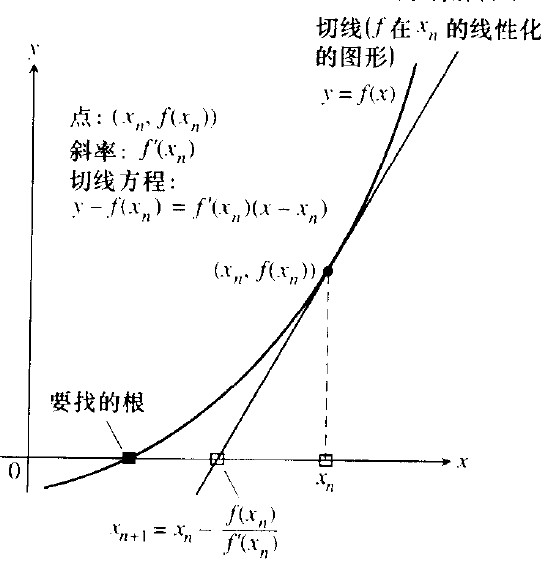 切线(f 在 xₙ 的线性化
的图形)
y
y = f(x)
点: (xₙ, f(xₙ))
斜率: f′(xₙ)
切线方程:
y − f(xₙ) = f′(xₙ)(x − xₙ)
(xₙ, f(xₙ))
要找的根
0
xₙ
x
xₙ₊₁ = xₙ − f(xₙ)/f′(xₙ)